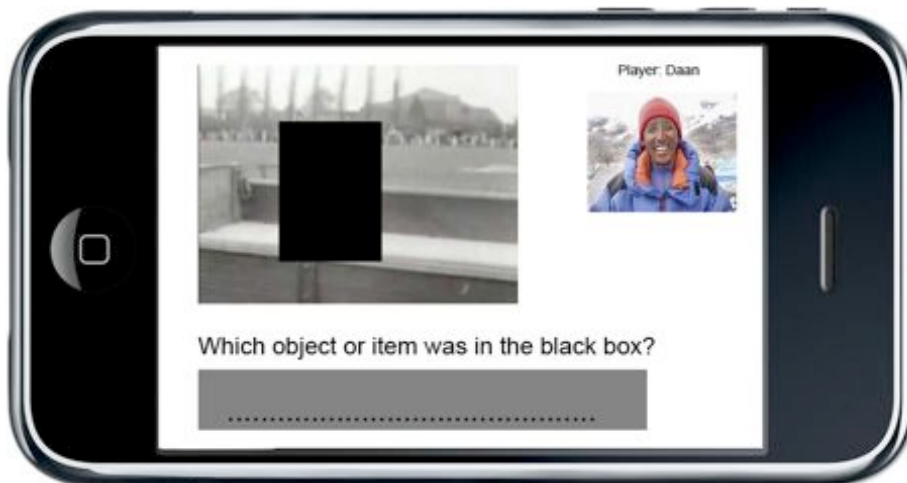 Player: Daan
Which object or item was in the black box?
............................................